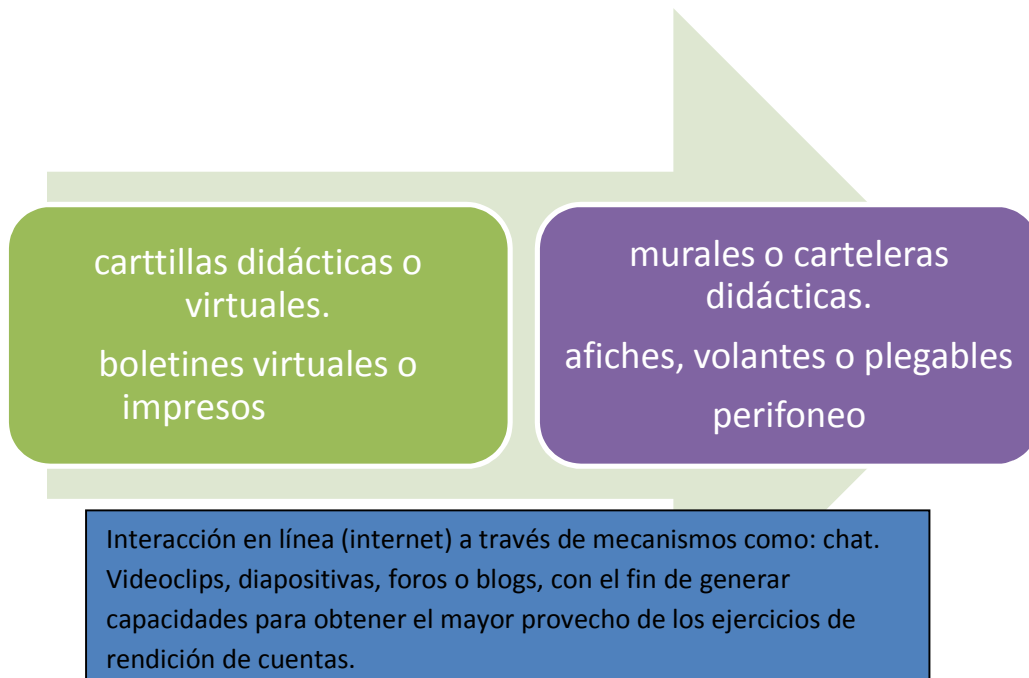 carttillas didácticas o
virtuales.
boletines virtuales o
impresos
murales o carteleras
didácticas.
afiches, volantes o plegables
perifoneo
Interacción en línea (internet) a través de mecanismos como: chat.
Videoclips, diapositivas, foros o blogs, con el fin de generar
capacidades para obtener el mayor provecho de los ejercicios de
rendición de cuentas.